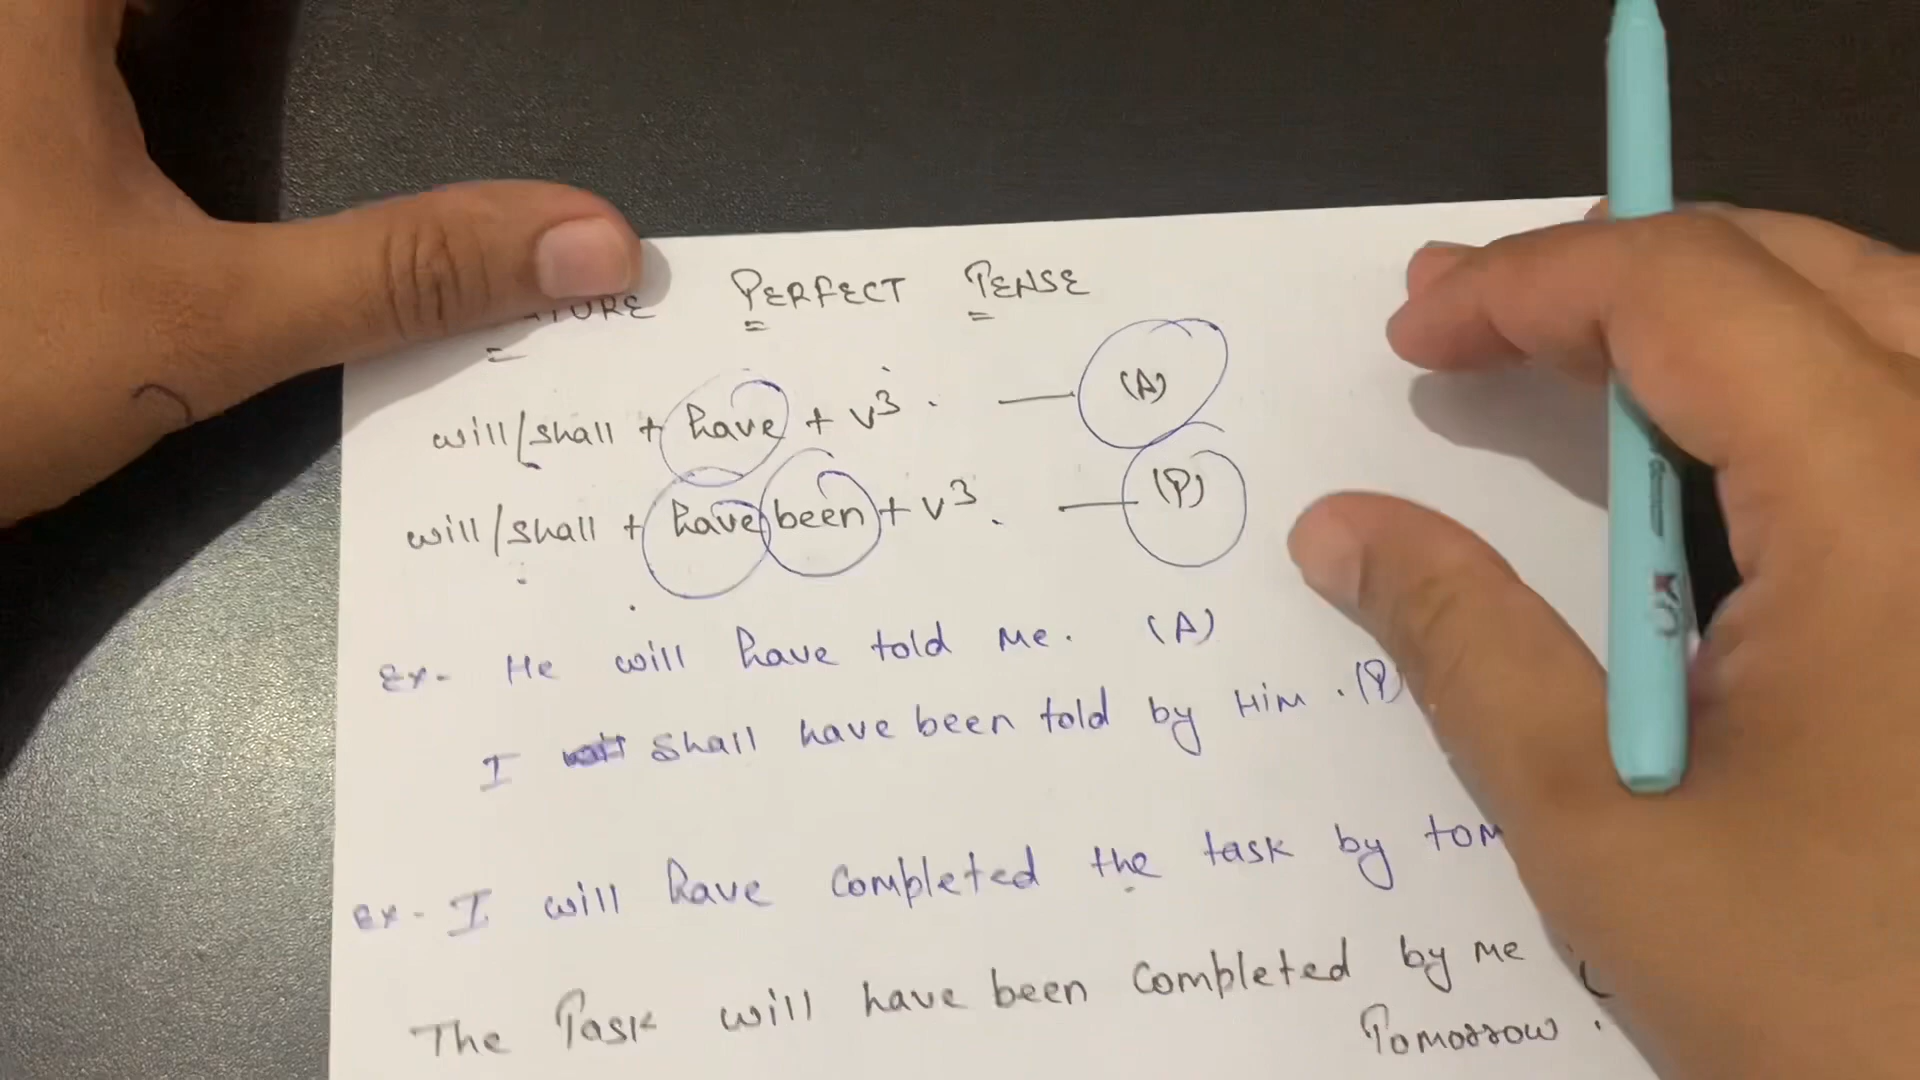 PERFECT TENSE
will/shall + have + v3. — (A)
will/shall + have been + v3. — (P)
Ex- He will have told me. (A)
I shall have been told by Him. (P)
Ex- I will have completed the task by
The Task will have been completed by me
Tomorrow.